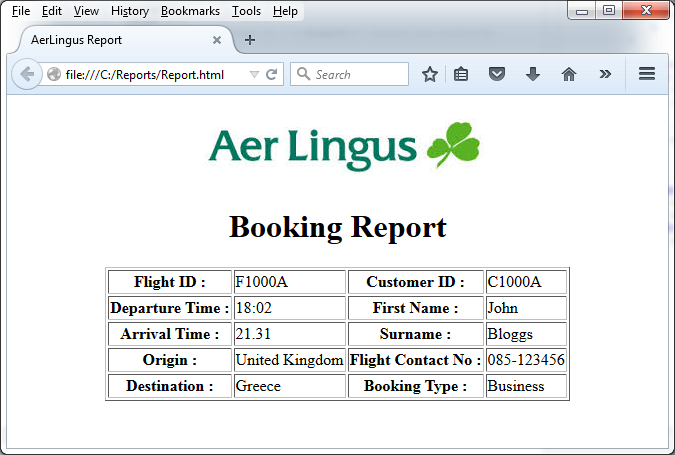 File Edit View History Bookmarks Tools Help
AerLingus Report
file:///C:/Reports/Report.html Search
Aer Lingus
Booking Report
Flight ID : F1000A Customer ID : C1000A
Departure Time : 18:02 First Name : John
Arrival Time : 21.31 Surname : Bloggs
Origin : United Kingdom Flight Contact No : 085-123456
Destination : Greece Booking Type : Business